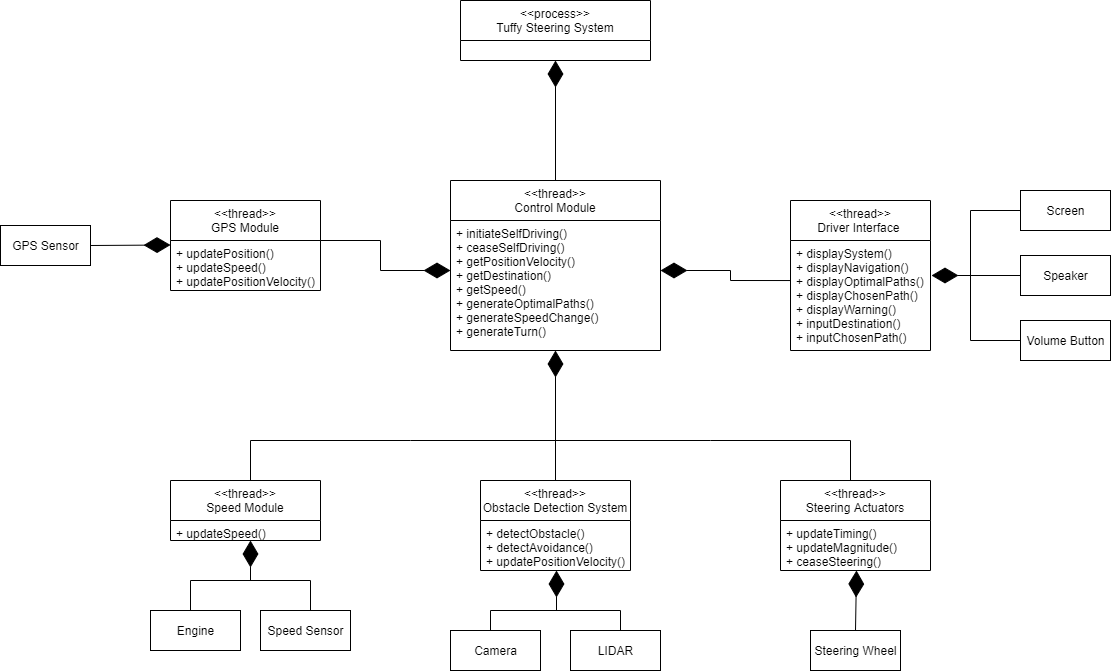 <<process>>
Tuffy Steering System
<<thread>>
Control Module
+ initiateSelfDriving()
+ ceaseSelfDriving()
+ getPositionVelocity()
+ getDestination()
+ getSpeed()
+ generateOptimalPaths()
+ generateSpeedChange()
+ generateTurn()
GPS Sensor
<<thread>>
GPS Module
+ updatePosition()
+ updateSpeed()
+ updatePositionVelocity()
<<thread>>
Driver Interface
+ displaySystem()
+ displayNavigation()
+ displayOptimalPaths()
+ displayChosenPath()
+ displayWarning()
+ inputDestination()
+ inputChosenPath()
Screen
Speaker
Volume Button
<<thread>>
Speed Module
+ updateSpeed()
<<thread>>
Obstacle Detection System
+ detectObstacle()
+ detectAvoidance()
+ updatePositionVelocity()
<<thread>>
Steering Actuators
+ updateTiming()
+ updateMagnitude()
+ ceaseSteering()
Engine
Speed Sensor
Camera
LIDAR
Steering Wheel